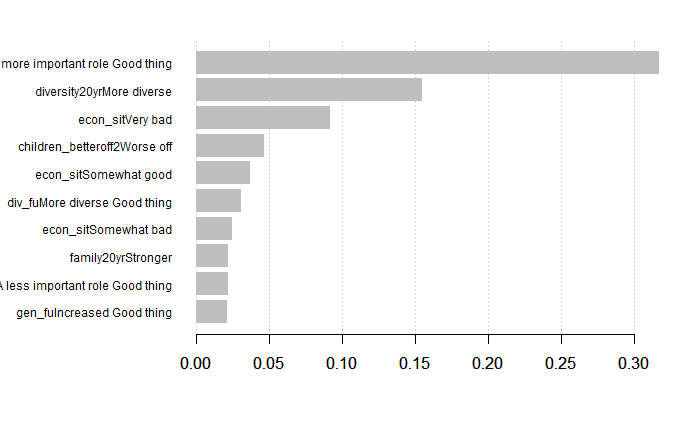 more important role Good thing
diversity20yrMore diverse
econ_sitVery bad
children_betteroff2Worse off
econ_sitSomewhat good
div_fuMore diverse Good thing
econ_sitSomewhat bad
family20yrStronger
A less important role Good thing
gen_fuIncreased Good thing
0.00 0.05 0.10 0.15 0.20 0.25 0.30